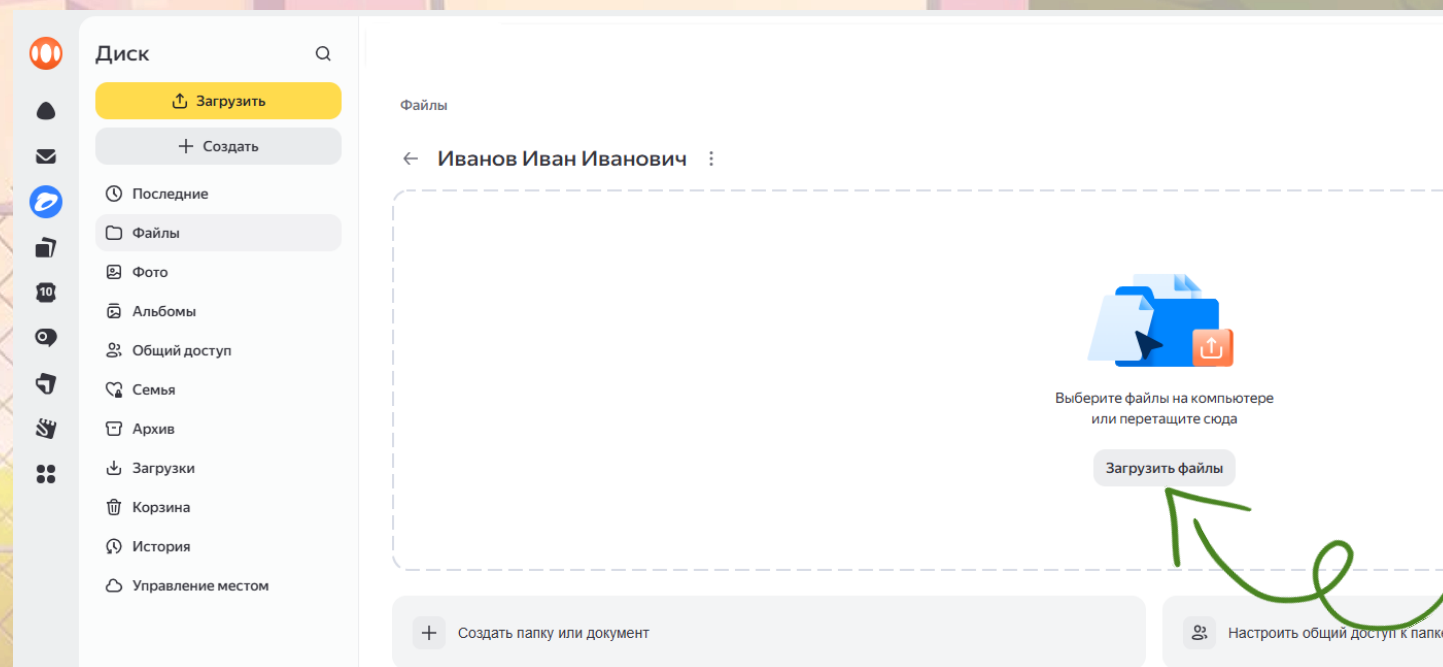 Диск
Загрузить
Создать
Последние
Файлы
Фото
Альбомы
Общий доступ
Семья
Архив
Загрузки
Корзина
История
Управление местом
10
Файлы
Иванов Иван Иванович
Выберите файлы на компьютере
или перетащите сюда
Загрузить файлы
Создать папку или документ
Настроить общий доступ к папке